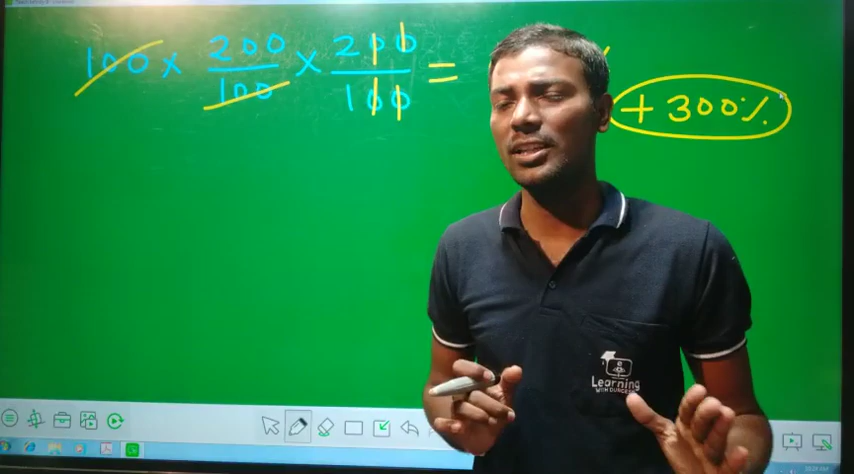 100 × 200/100 × 200/100 =
+ 300%
Learning